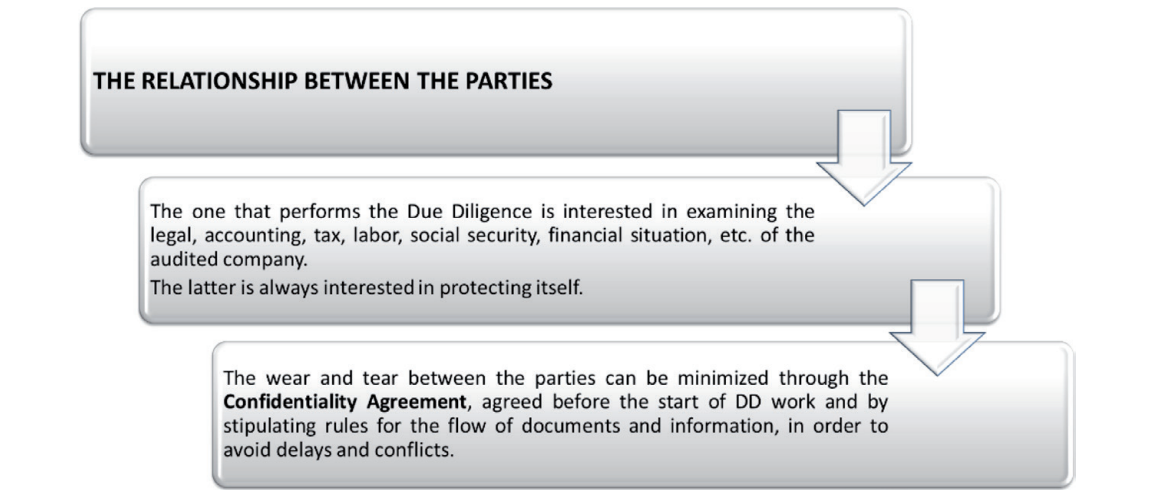 THE RELATIONSHIP BETWEEN THE PARTIES
The one that performs the Due Diligence is interested in examining the
legal, accounting, tax, labor, social security, financial situation, etc. of the
audited company.
The latter is always interested in protecting itself.
The wear and tear between the parties can be minimized through the
Confidentiality Agreement, agreed before the start of DD work and by
stipulating rules for the flow of documents and information, in order to
avoid delays and conflicts.